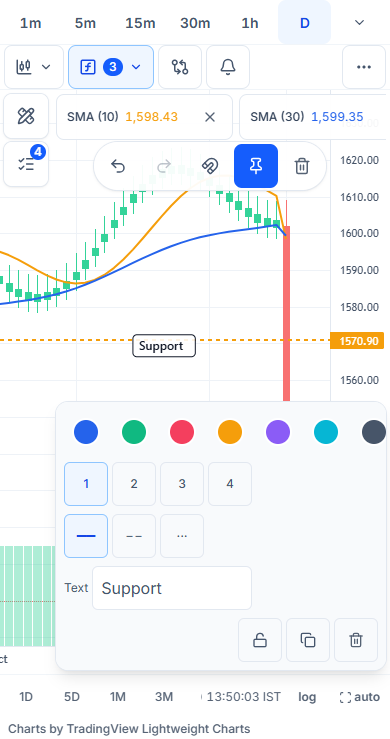 1m 5m 15m 30m 1h D
3
SMA (10) 1,598.43 SMA (30) 1,599.35
4
1620.00
1610.00
1600.00
1590.00
1580.00
1570.90
Support
1560.00
1 2 3 4
Text Support
ct
1D 5D 1M 3M 13:50:03 IST log auto
Charts by TradingView Lightweight Charts